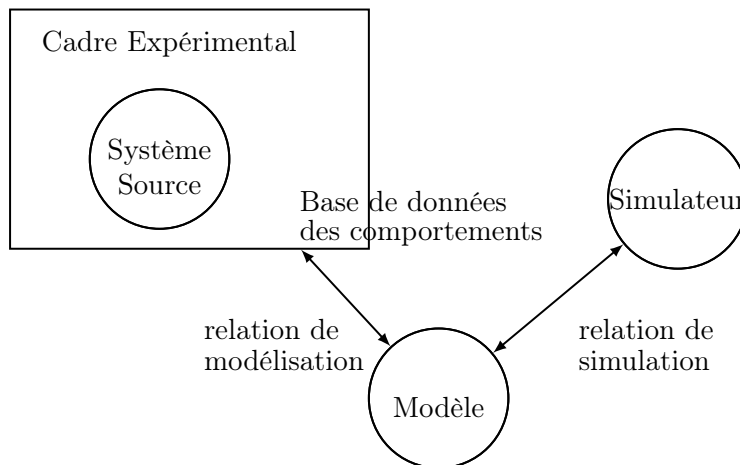 Cadre Expérimental
Système
Source
Base de données
des comportements
Simulateur
relation de
modélisation
relation de
simulation
Modèle